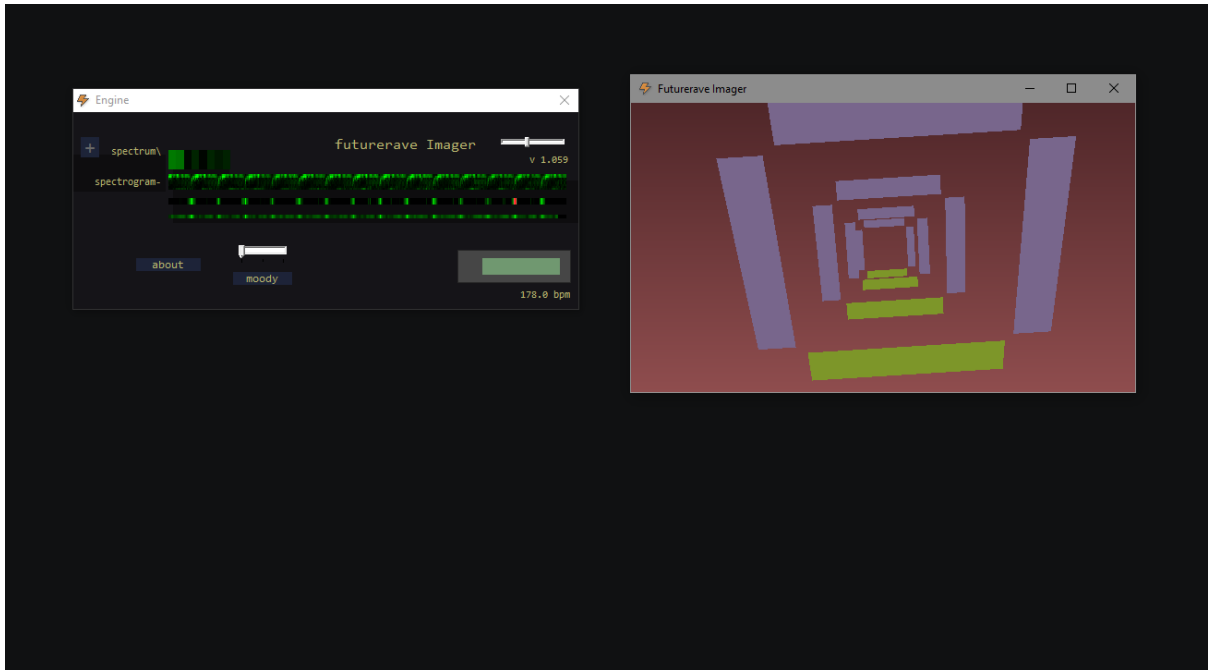 Engine
futurerave Imager
v 1.059
+
spectrum\
spectrogram-
about
moody
178.0 bpm
Futurerave Imager